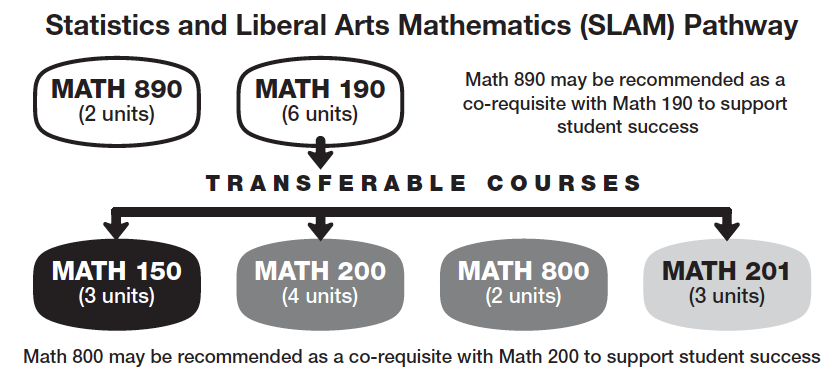 Statistics and Liberal Arts Mathematics (SLAM) Pathway
MATH 890
(2 units)
MATH 190
(6 units)
Math 890 may be recommended as a
co-requisite with Math 190 to support
student success
TRANSFERABLE COURSES
MATH 150
(3 units)
MATH 200
(4 units)
MATH 800
(2 units)
MATH 201
(3 units)
Math 800 may be recommended as a co-requisite with Math 200 to support student success